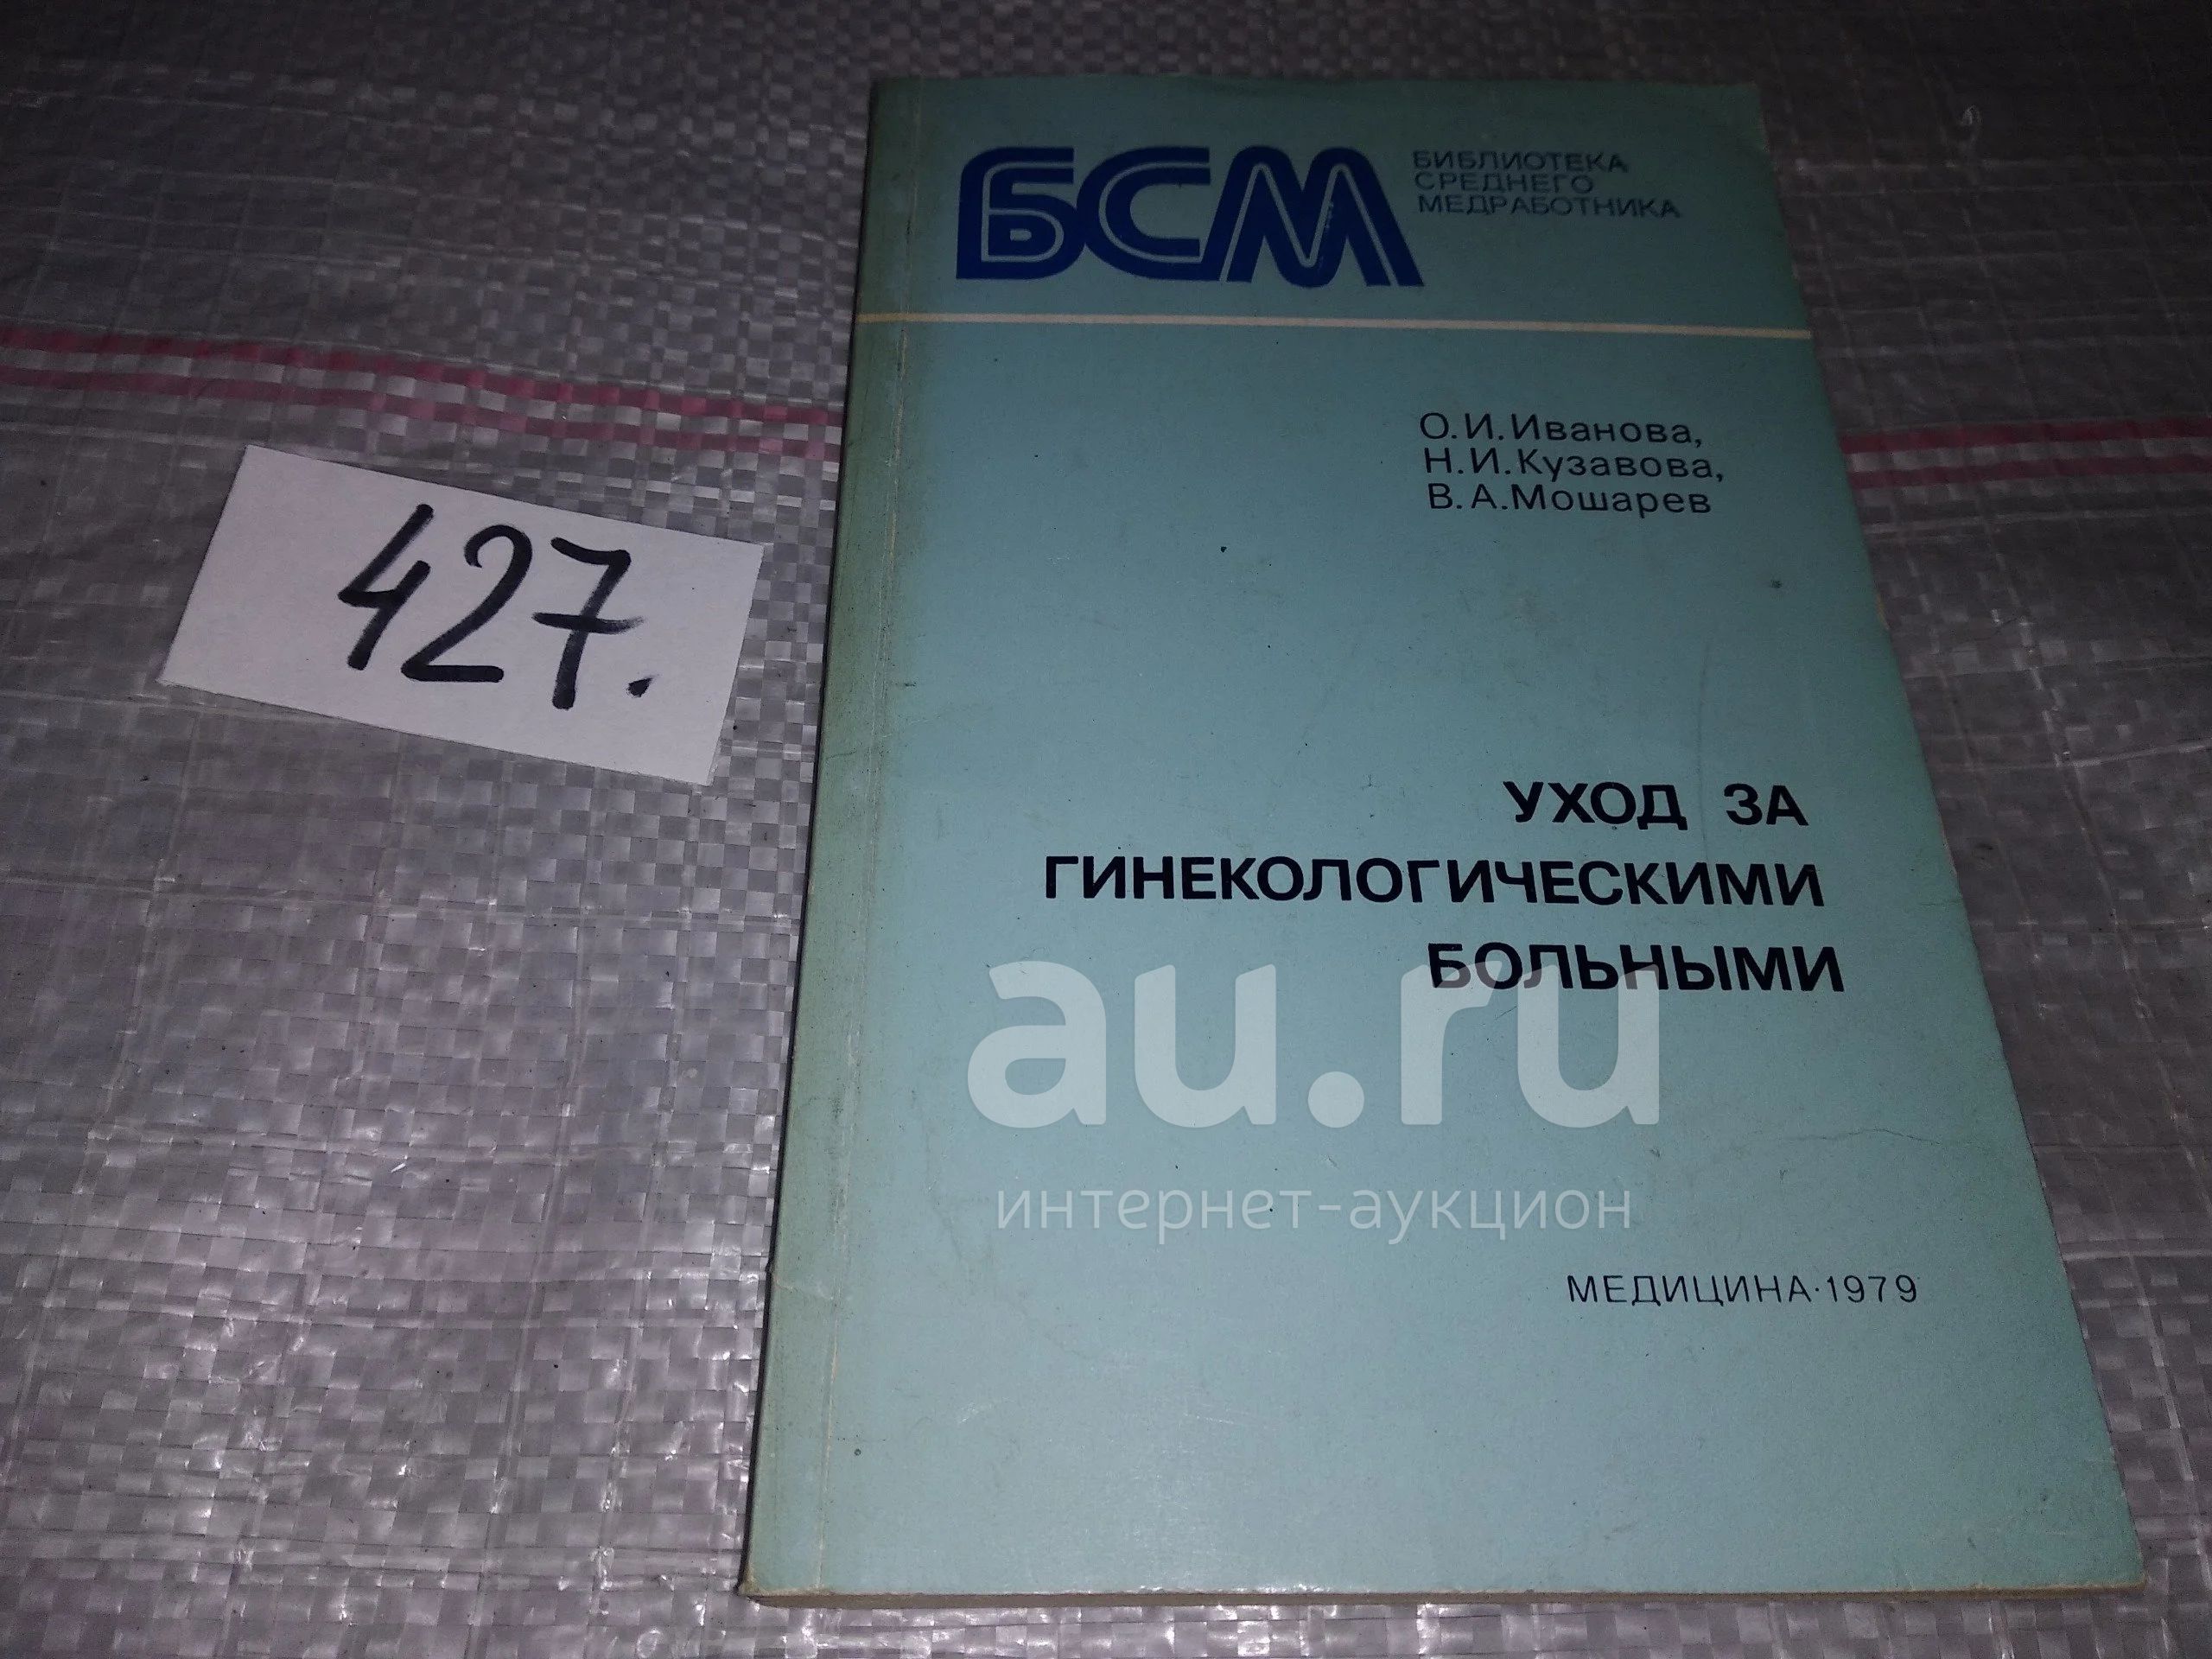 БСМ
БИБЛИОТЕКА
СРЕДНЕГО
МЕДРАБОТНИКА
О.И.Иванова,
Н.И.Кузавова,
В.А.Мошарев
427.
УХОД ЗА
ГИНЕКОЛОГИЧЕСКИМИ
БОЛЬНЫМИ
au.ru
интернет-аукцион
МЕДИЦИНА·1979